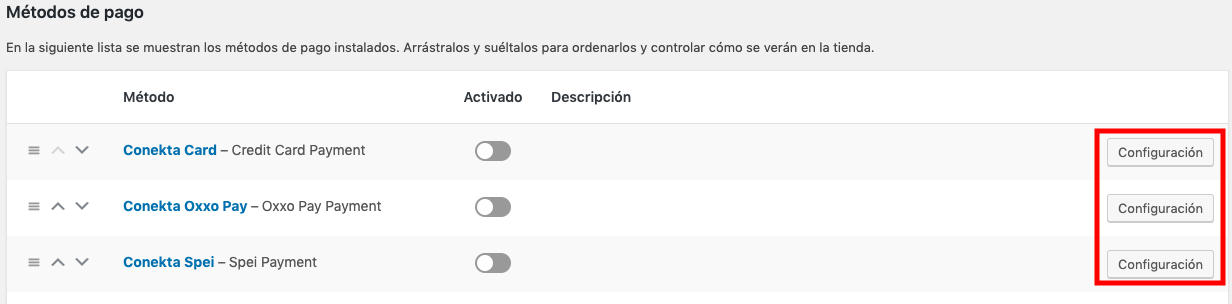 Métodos de pago
En la siguiente lista se muestran los métodos de pago instalados. Arrástralos y suéltalos para ordenarlos y controlar cómo se verán en la tienda.
Método Activado Descripción
Conekta Card – Credit Card Payment Configuración
Conekta Oxxo Pay – Oxxo Pay Payment Configuración
Conekta Spei – Spei Payment Configuración